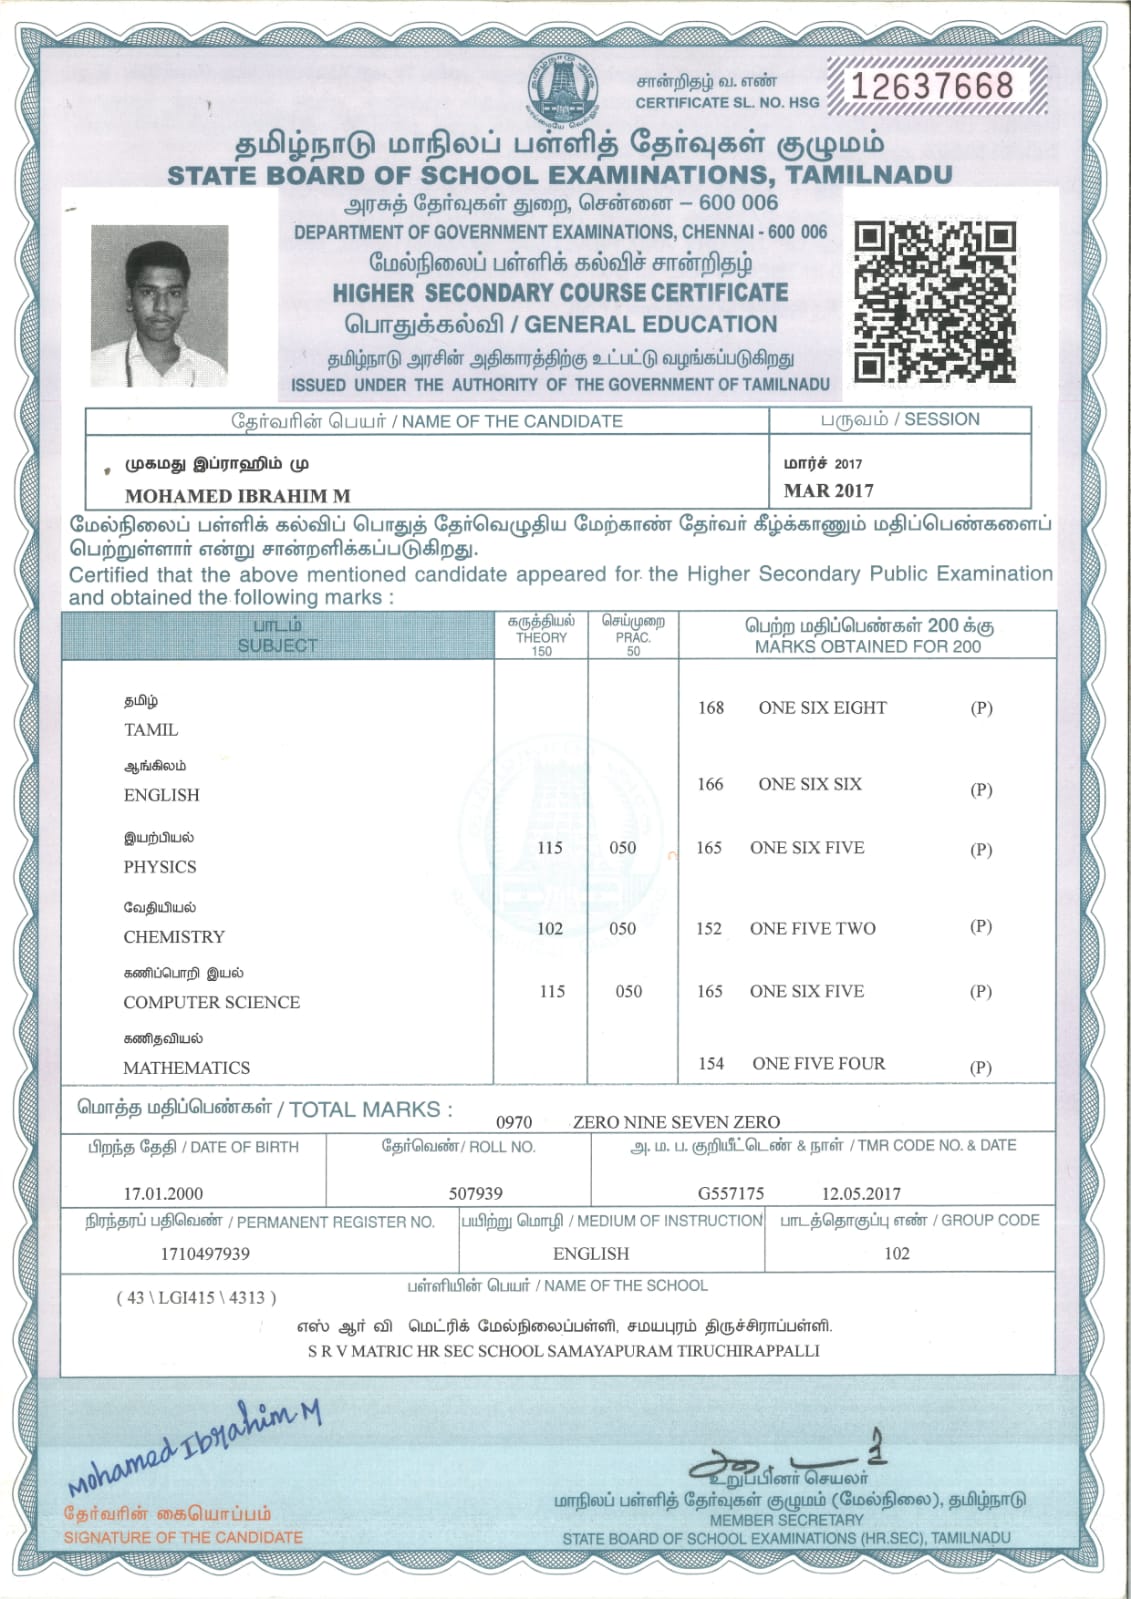 சான்றிதழ் வ. எண்
CERTIFICATE SL. NO. HSG
12637668
தமிழ்நாடு மாநிலப் பள்ளித் தேர்வுகள் குழுமம்
STATE BOARD OF SCHOOL EXAMINATIONS, TAMILNADU
அரசுத் தேர்வுகள் துறை, சென்னை – 600 006
DEPARTMENT OF GOVERNMENT EXAMINATIONS, CHENNAI - 600 006
மேல்நிலைப் பள்ளிக் கல்விச் சான்றிதழ்
HIGHER SECONDARY COURSE CERTIFICATE
பொதுக்கல்வி / GENERAL EDUCATION
தமிழ்நாடு அரசின் அதிகாரத்திற்கு உட்பட்டு வழங்கப்படுகிறது
ISSUED UNDER THE AUTHORITY OF THE GOVERNMENT OF TAMILNADU
தேர்வரின் பெயர் / NAME OF THE CANDIDATE
பருவம் / SESSION
முகமது இப்ராஹிம் மு
மார்ச் 2017
MOHAMED IBRAHIM M
MAR 2017
மேல்நிலைப் பள்ளிக் கல்விப் பொதுத் தேர்வெழுதிய மேற்காண் தேர்வர் கீழ்க்காணும் மதிப்பெண்களைப்
பெற்றுள்ளார் என்று சான்றளிக்கப்படுகிறது.
Certified that the above mentioned candidate appeared for the Higher Secondary Public Examination
and obtained the following marks :
பாடம் கருத்தியல் செய்முறை பெற்ற மதிப்பெண்கள் 200 க்கு
SUBJECT THEORY PRAC. MARKS OBTAINED FOR 200
150 50
தமிழ்
TAMIL 168 ONE SIX EIGHT (P)
ஆங்கிலம்
ENGLISH 166 ONE SIX SIX (P)
இயற்பியல்
PHYSICS 115 050 165 ONE SIX FIVE (P)
வேதியியல்
CHEMISTRY 102 050 152 ONE FIVE TWO (P)
கணிப்பொறி இயல்
COMPUTER SCIENCE 115 050 165 ONE SIX FIVE (P)
கணிதவியல்
MATHEMATICS 154 ONE FIVE FOUR (P)
மொத்த மதிப்பெண்கள் / TOTAL MARKS :
0970 ZERO NINE SEVEN ZERO
பிறந்த தேதி / DATE OF BIRTH தேர்வெண்/ ROLL NO. அ. ம. ப. குறியீட்டெண் & நாள் / TMR CODE NO. & DATE
17.01.2000 507939 G557175 12.05.2017
நிரந்தரப் பதிவெண் / PERMANENT REGISTER NO. பயிற்று மொழி / MEDIUM OF INSTRUCTION பாடத்தொகுப்பு எண் / GROUP CODE
1710497939 ENGLISH 102
பள்ளியின் பெயர் / NAME OF THE SCHOOL
( 43 \ LGI415 \ 4313 )
எஸ் ஆர் வி மெட்ரிக் மேல்நிலைப்பள்ளி, சமயபுரம் திருச்சிராப்பள்ளி.
S R V MATRIC HR SEC SCHOOL SAMAYAPURAM TIRUCHIRAPPALLI
Mohamed Ibrahim M
தேர்வரின் கையொப்பம்
SIGNATURE OF THE CANDIDATE
உறுப்பினர் செயலர்
மாநிலப் பள்ளித் தேர்வுகள் குழுமம் (மேல்நிலை), தமிழ்நாடு
MEMBER SECRETARY
STATE BOARD OF SCHOOL EXAMINATIONS (HR.SEC), TAMILNADU